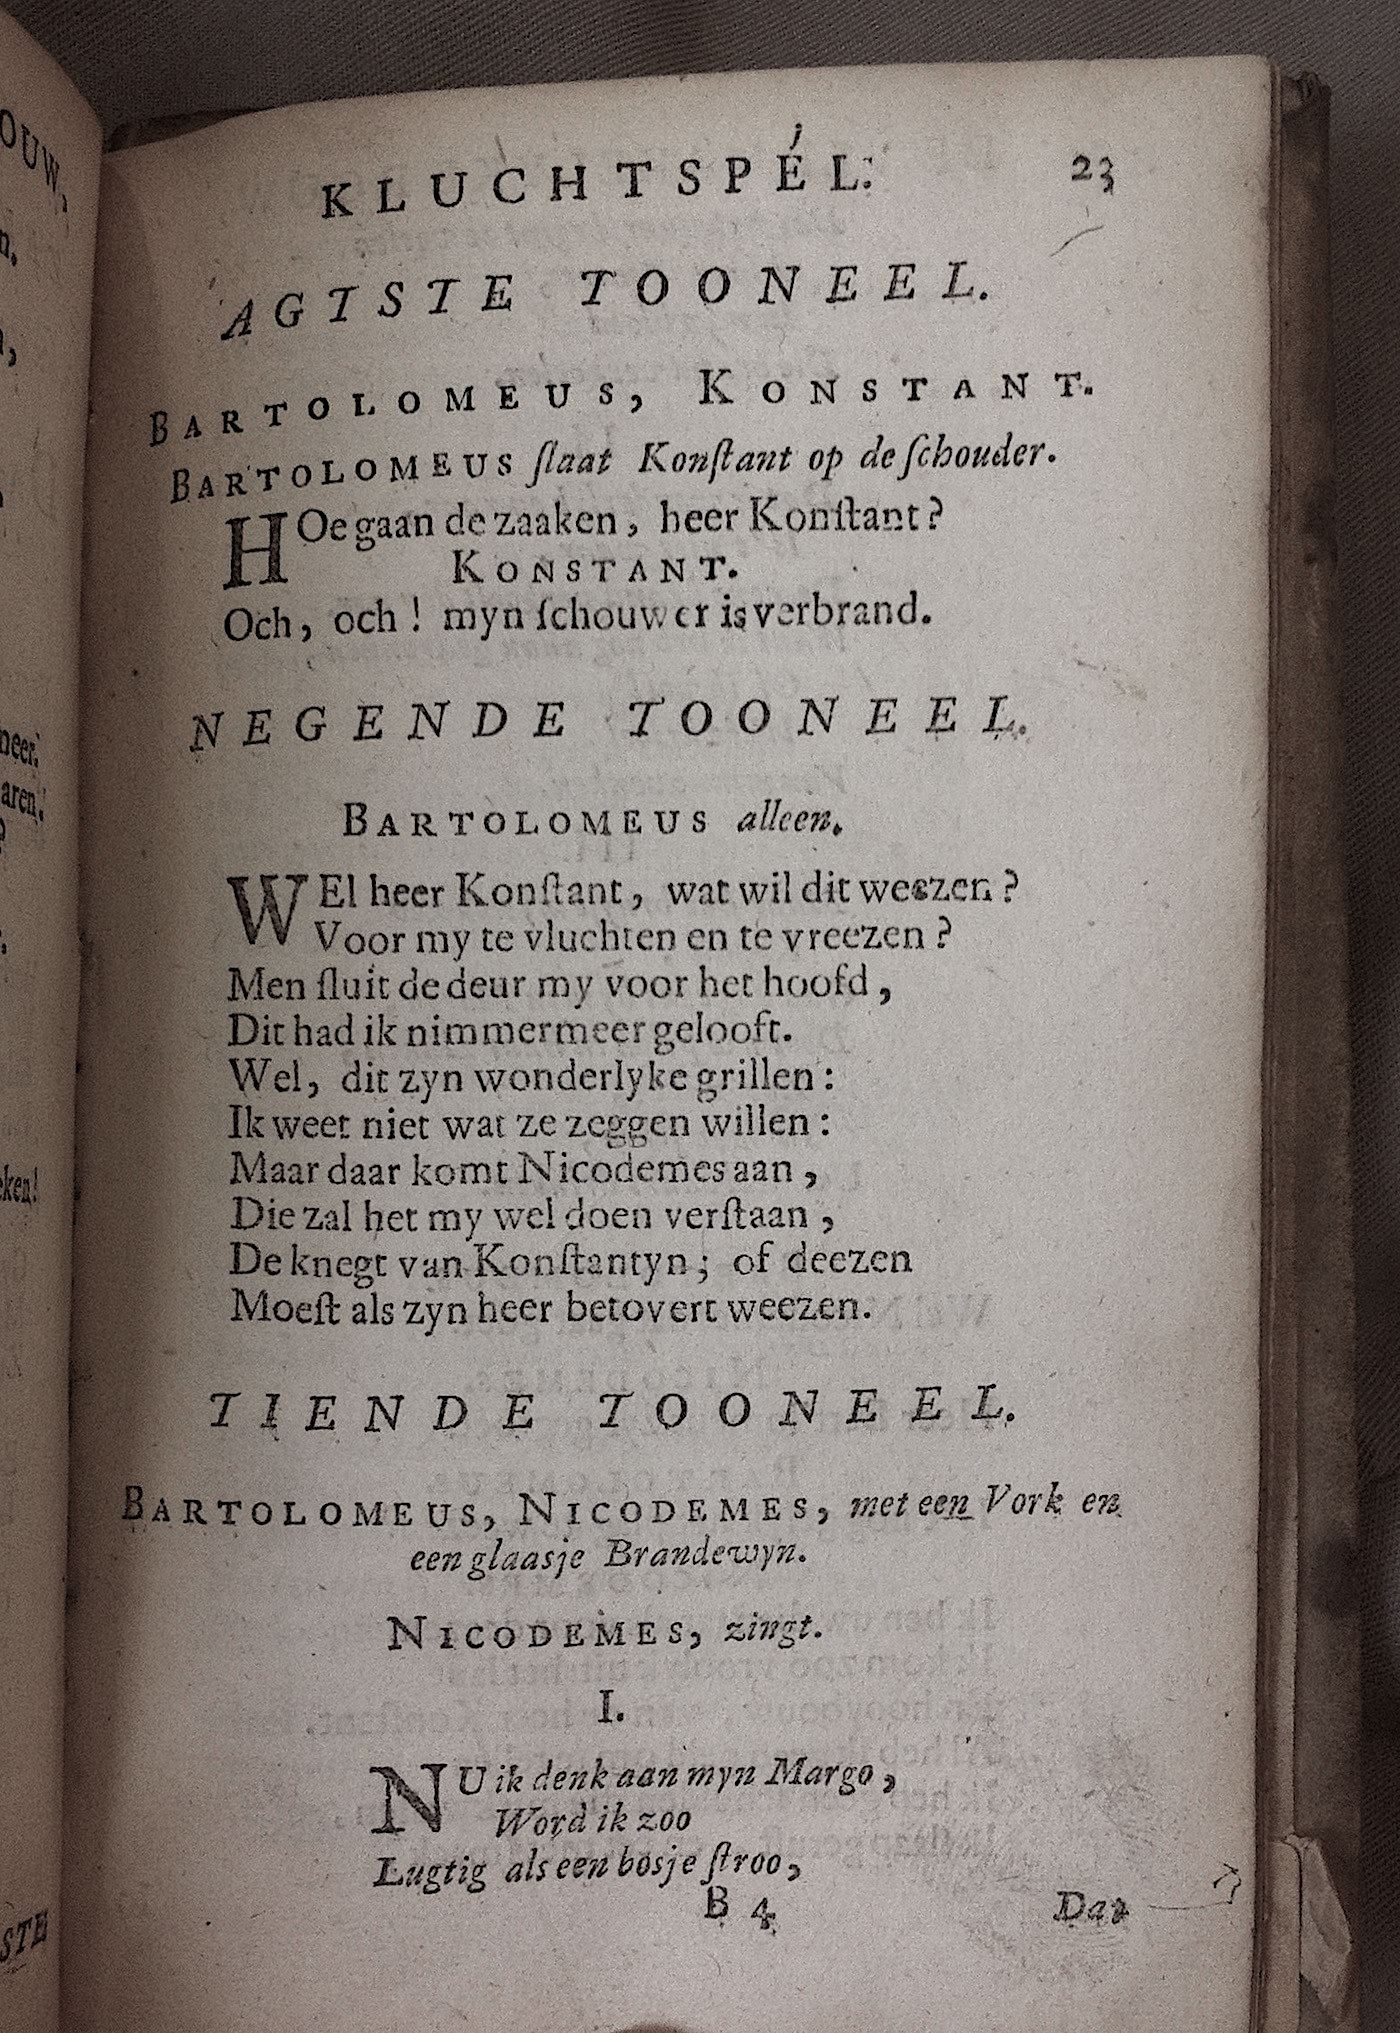 KLUCHTSPÉL. 23
AGTSTE TOONEEL.
BARTOLOMEUS, KONSTANT.
BARTOLOMEUS ſlaat Konſtant op de ſchouder.
HOe gaan de zaaken, heer Konſtant?
KONSTANT.
Och, och! myn ſchouwer is verbrand.
NEGENDE TOONEEL.
BARTOLOMEUS alleen.
WEl heer Konſtant, wat wil dit weezen?
Voor my te vluchten en te vreezen?
Men ſluit de deur my voor het hoofd,
Dit had ik nimmermeer gelooft.
Wel, dit zyn wonderlyke grillen:
Ik weet niet wat ze zeggen willen:
Maar daar komt Nicodemes aan,
Die zal het my wel doen verſtaan,
De knegt van Konſtantyn; of deezen
Moeſt als zyn heer betovert weezen.
TIENDE TOONEEL.
BARTOLOMEUS, NICODEMES, met een Vork en
een glaasje Brandewyn.
NICODEMES, zingt.
I.
NU ik denk aan myn Margo,
Word ik zoo
Lugtig als een bosje ſtroo,
B 4